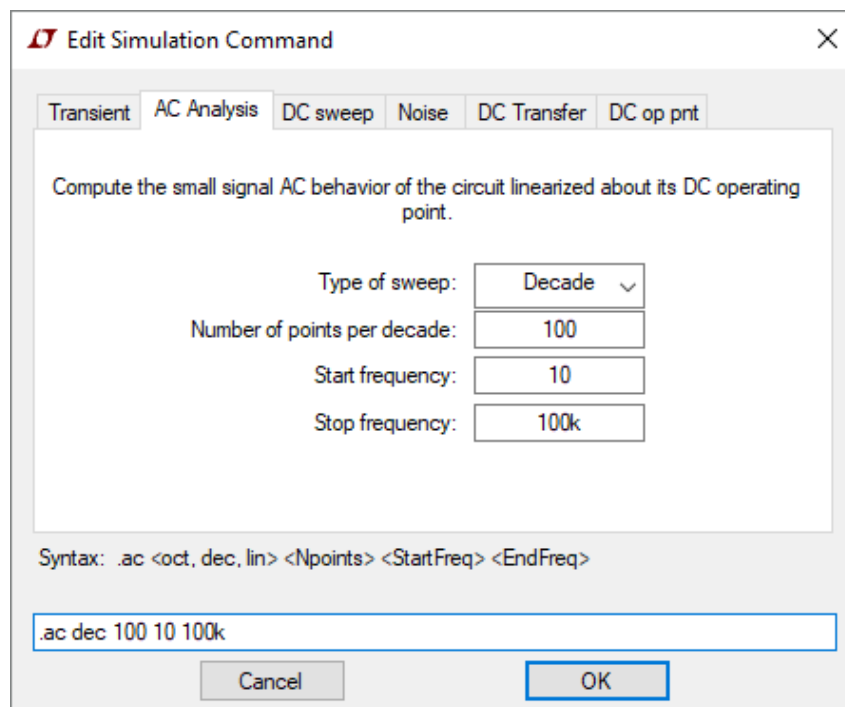 Edit Simulation Command
Transient AC Analysis DC sweep Noise DC Transfer DC op pnt
Compute the small signal AC behavior of the circuit linearized about its DC operating
point.
Type of sweep: Decade
Number of points per decade: 100
Start frequency: 10
Stop frequency: 100k
Syntax: .ac <oct, dec, lin> <Npoints> <StartFreq> <EndFreq>
.ac dec 100 10 100k
Cancel OK